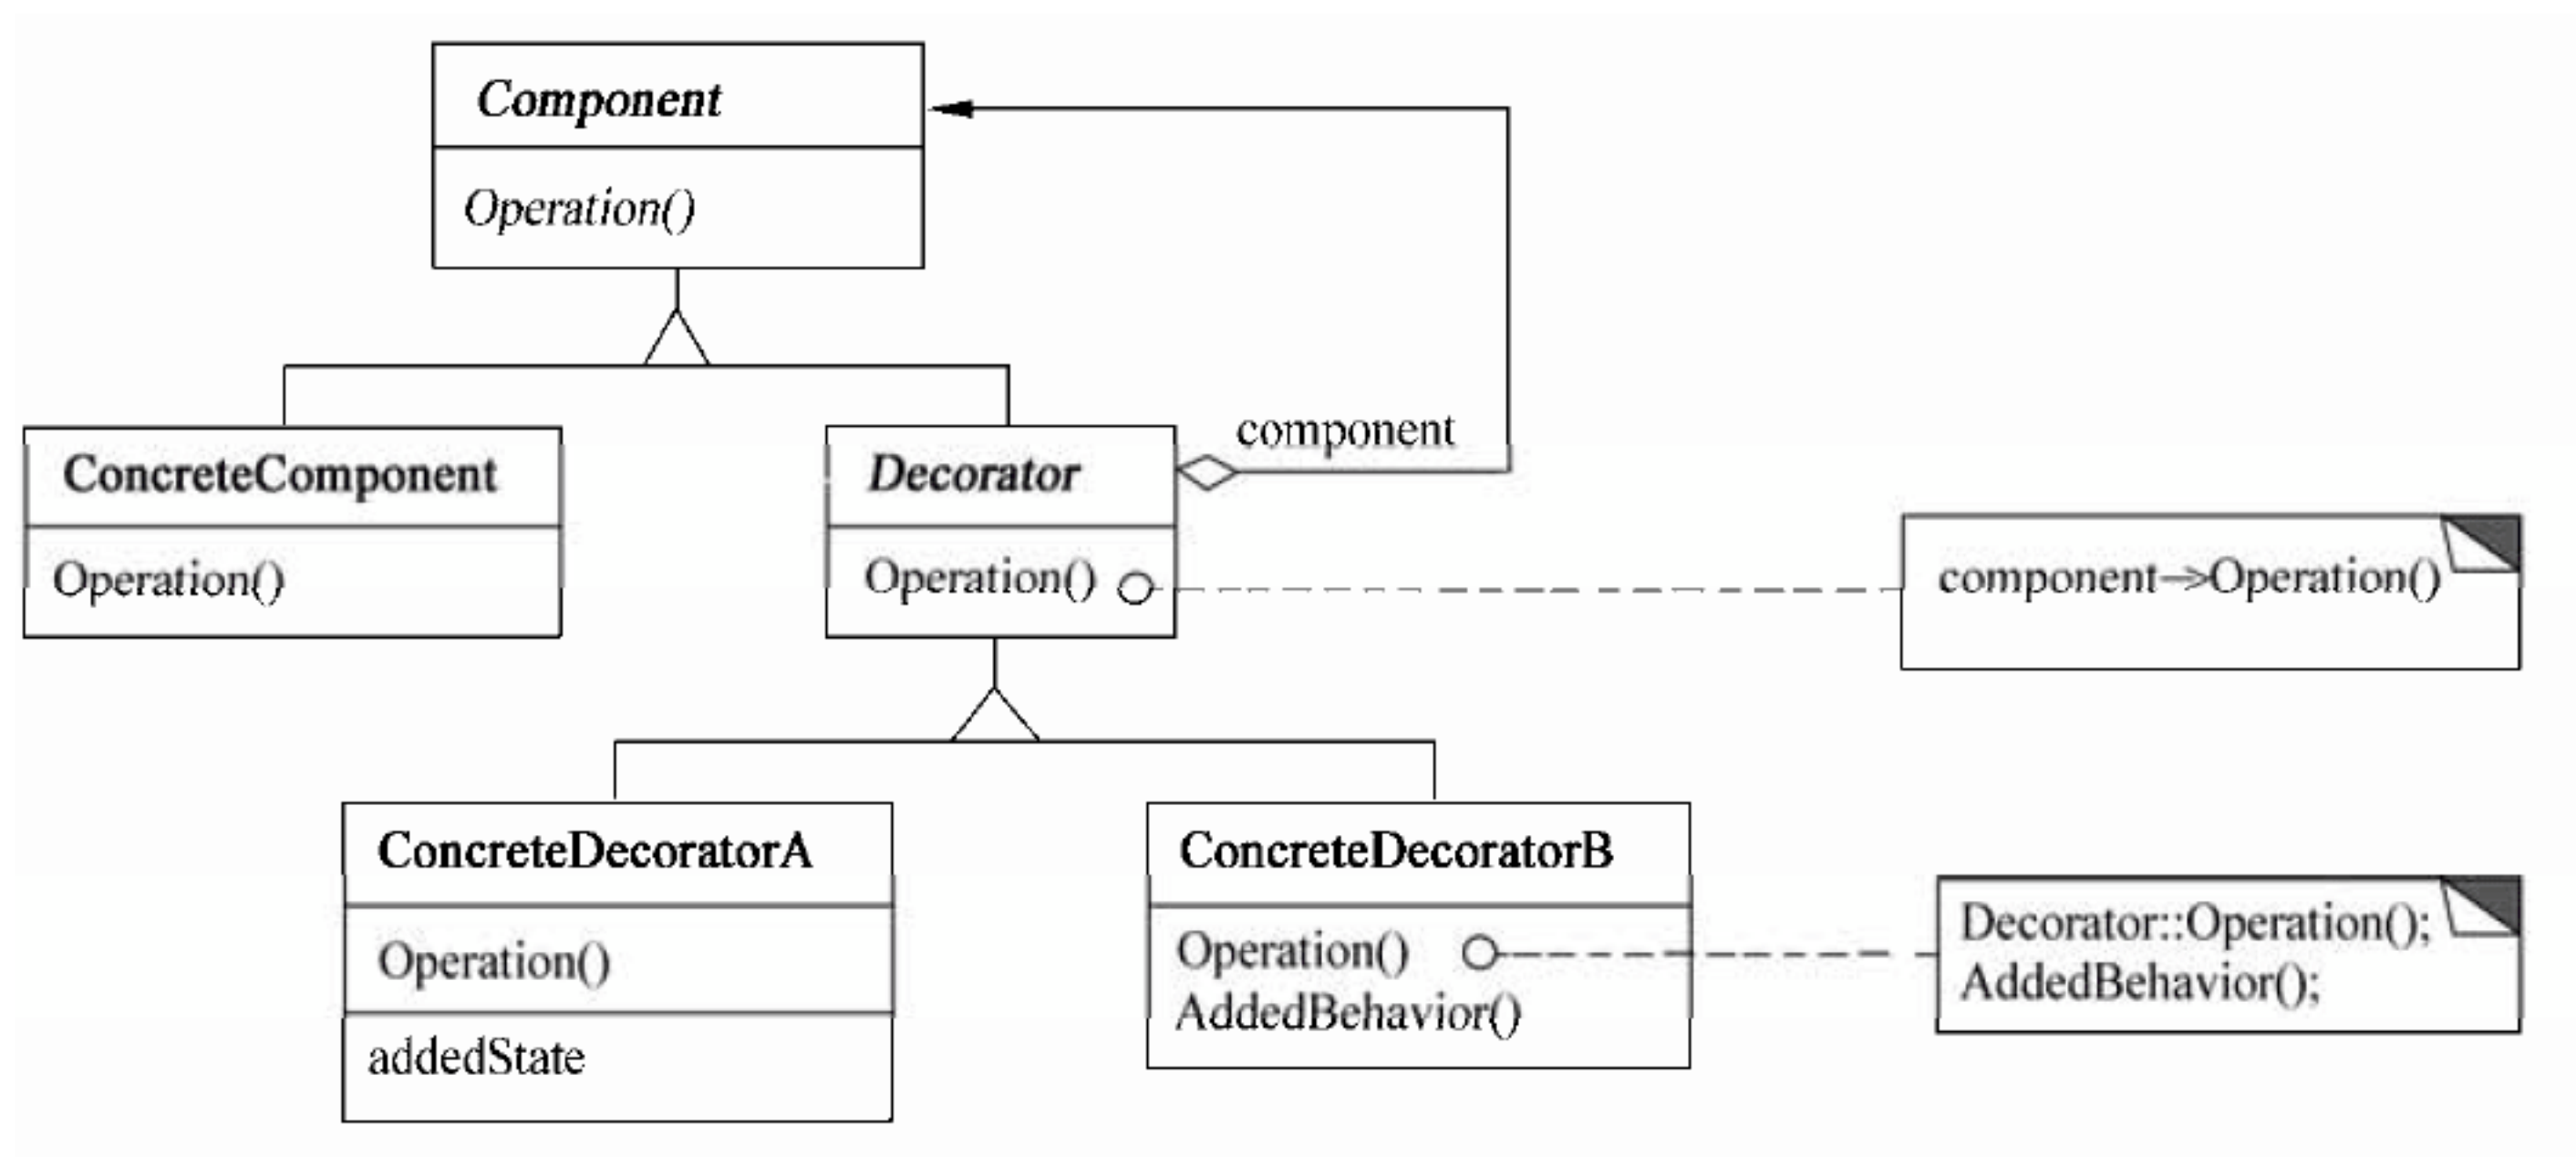 Component
Operation()
component
ConcreteComponent
Operation()
Decorator
Operation()
component->Operation()
ConcreteDecoratorA
Operation()
addedState
ConcreteDecoratorB
Operation()
AddedBehavior()
Decorator::Operation();
AddedBehavior();